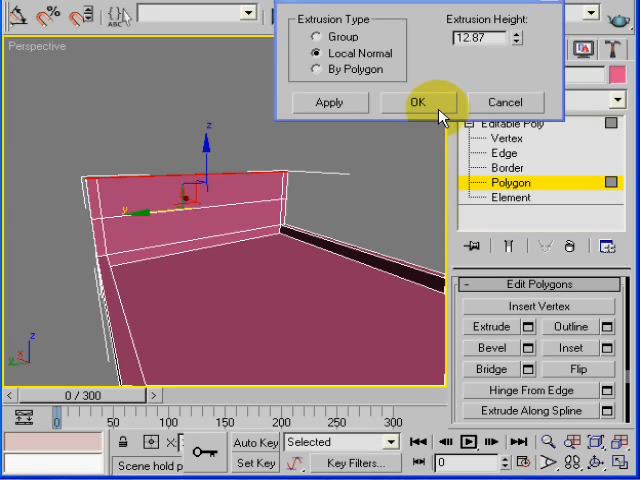 Extrusion Type
Group
Local Normal
By Polygon
Extrusion Height:
12.87
Apply
OK
Cancel
ABC
Perspective
Editable Poly
Vertex
Edge
Border
Polygon
Element
z
y
z
x
y
- Edit Polygons
Insert Vertex
Extrude
Outline
Bevel
Inset
Bridge
Flip
Hinge From Edge
Extrude Along Spline
< 0 / 300 >
0 50 100 150 200 250 300
X:
Auto Key
Selected
Scene hold p
Set Key
Key Filters...
0